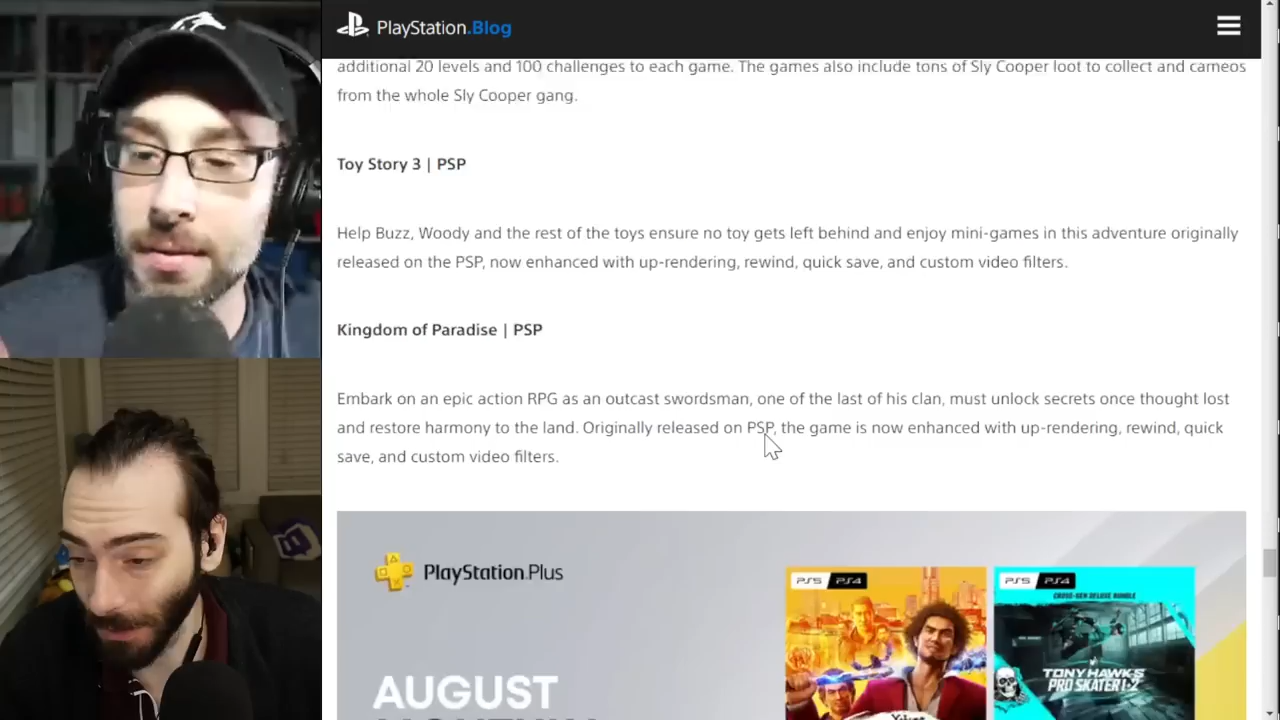 PlayStation.Blog
additional 20 levels and 100 challenges to each game. The games also include tons of Sly Cooper loot to collect and cameos
from the whole Sly Cooper gang.
Toy Story 3 | PSP
Help Buzz, Woody and the rest of the toys ensure no toy gets left behind and enjoy mini-games in this adventure originally
released on the PSP, now enhanced with up-rendering, rewind, quick save, and custom video filters.
Kingdom of Paradise | PSP
Embark on an epic action RPG as an outcast swordsman, one of the last of his clan, must unlock secrets once thought lost
and restore harmony to the land. Originally released on PSP, the game is now enhanced with up-rendering, rewind, quick
save, and custom video filters.
PlayStation.Plus
PS5 PS4
PS5 PS4
CROSS-GEN DELUXE BUNDLE
TONY HAWK'S
PRO SKATER 1+2
AUGUST
Yakuza